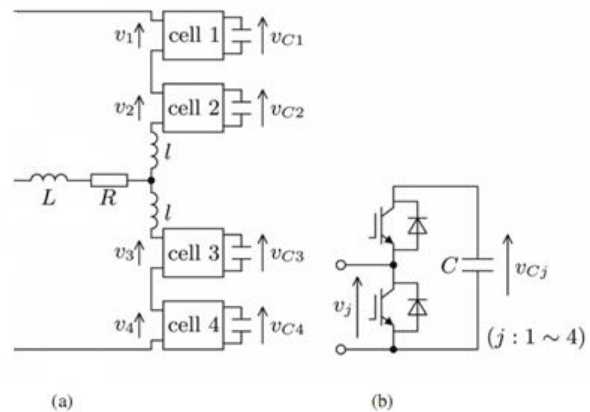 v1 cell 1 vC1
v2 cell 2 vC2
l
L R
l
v3 cell 3 vC3
v4 cell 4 vC4
C vCj
vj
(j : 1 ~ 4)
(a) (b)